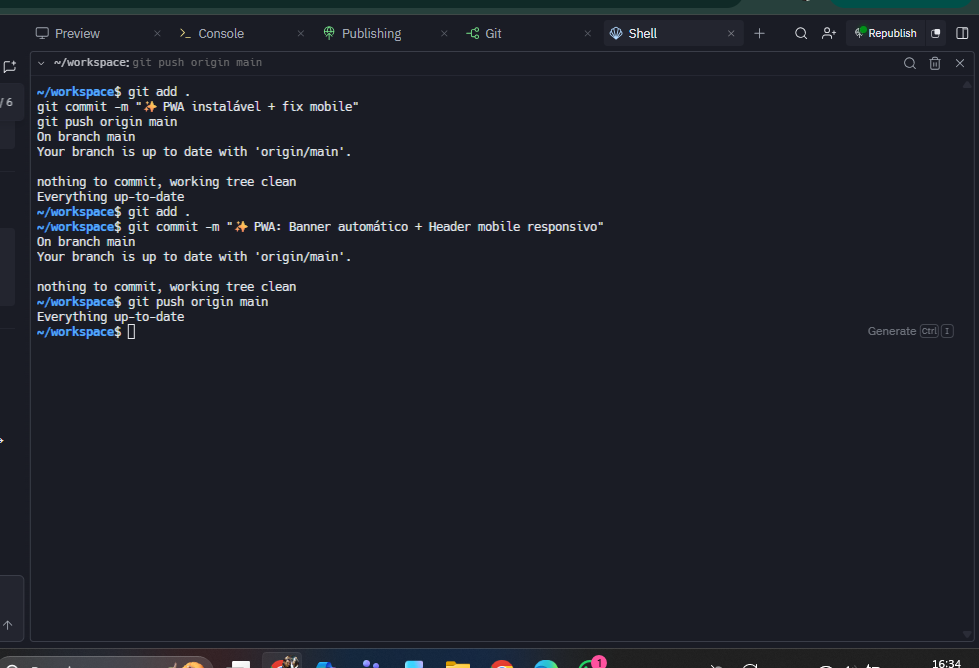 Preview
Console
Publishing
Git
Shell
Republish
~/workspace: git push origin main
/ 6
~/workspace$ git add .
git commit -m "✨ PWA instalável + fix mobile"
git push origin main
On branch main
Your branch is up to date with 'origin/main'.
nothing to commit, working tree clean
Everything up-to-date
~/workspace$ git add .
~/workspace$ git commit -m "✨ PWA: Banner automático + Header mobile responsivo"
On branch main
Your branch is up to date with 'origin/main'.
nothing to commit, working tree clean
~/workspace$ git push origin main
Everything up-to-date
~/workspace$
Generate Ctrl I
1
16:34